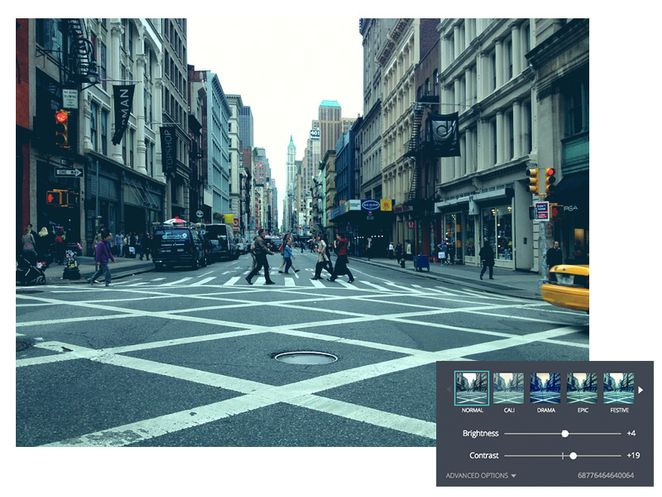 NORMAL
CALI
DRAMA
EPIC
FESTIVE
Brightness
+4
Contrast
+19
ADVANCED OPTIONS
68776464640064